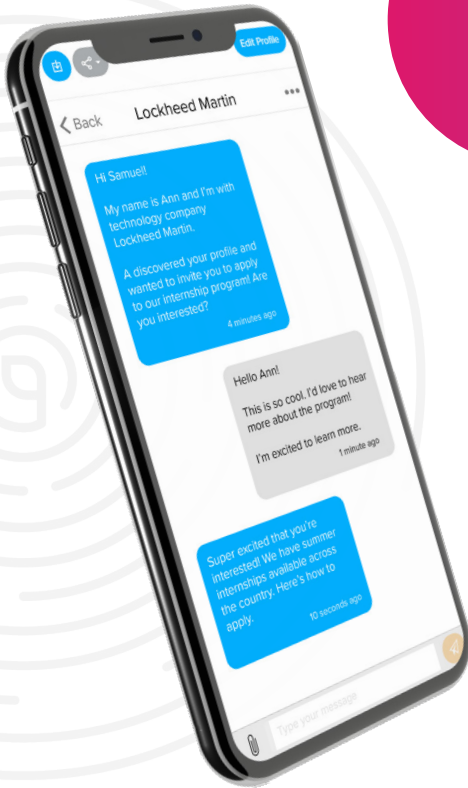 Edit Profile
Back
Lockheed Martin
Hi Samuel!
My name is Ann and I'm with
technology company
Lockheed Martin.
A discovered your profile and
wanted to invite you to apply
to our internship program! Are
you interested?
4 minutes ago
Hello Ann!
This is so cool. I'd love to hear
more about the program!
I'm excited to learn more.
1 minute ago
Super excited that you're
interested! We have summer
internships available across
the country. Here's how to
apply.
10 seconds ago
Type your message